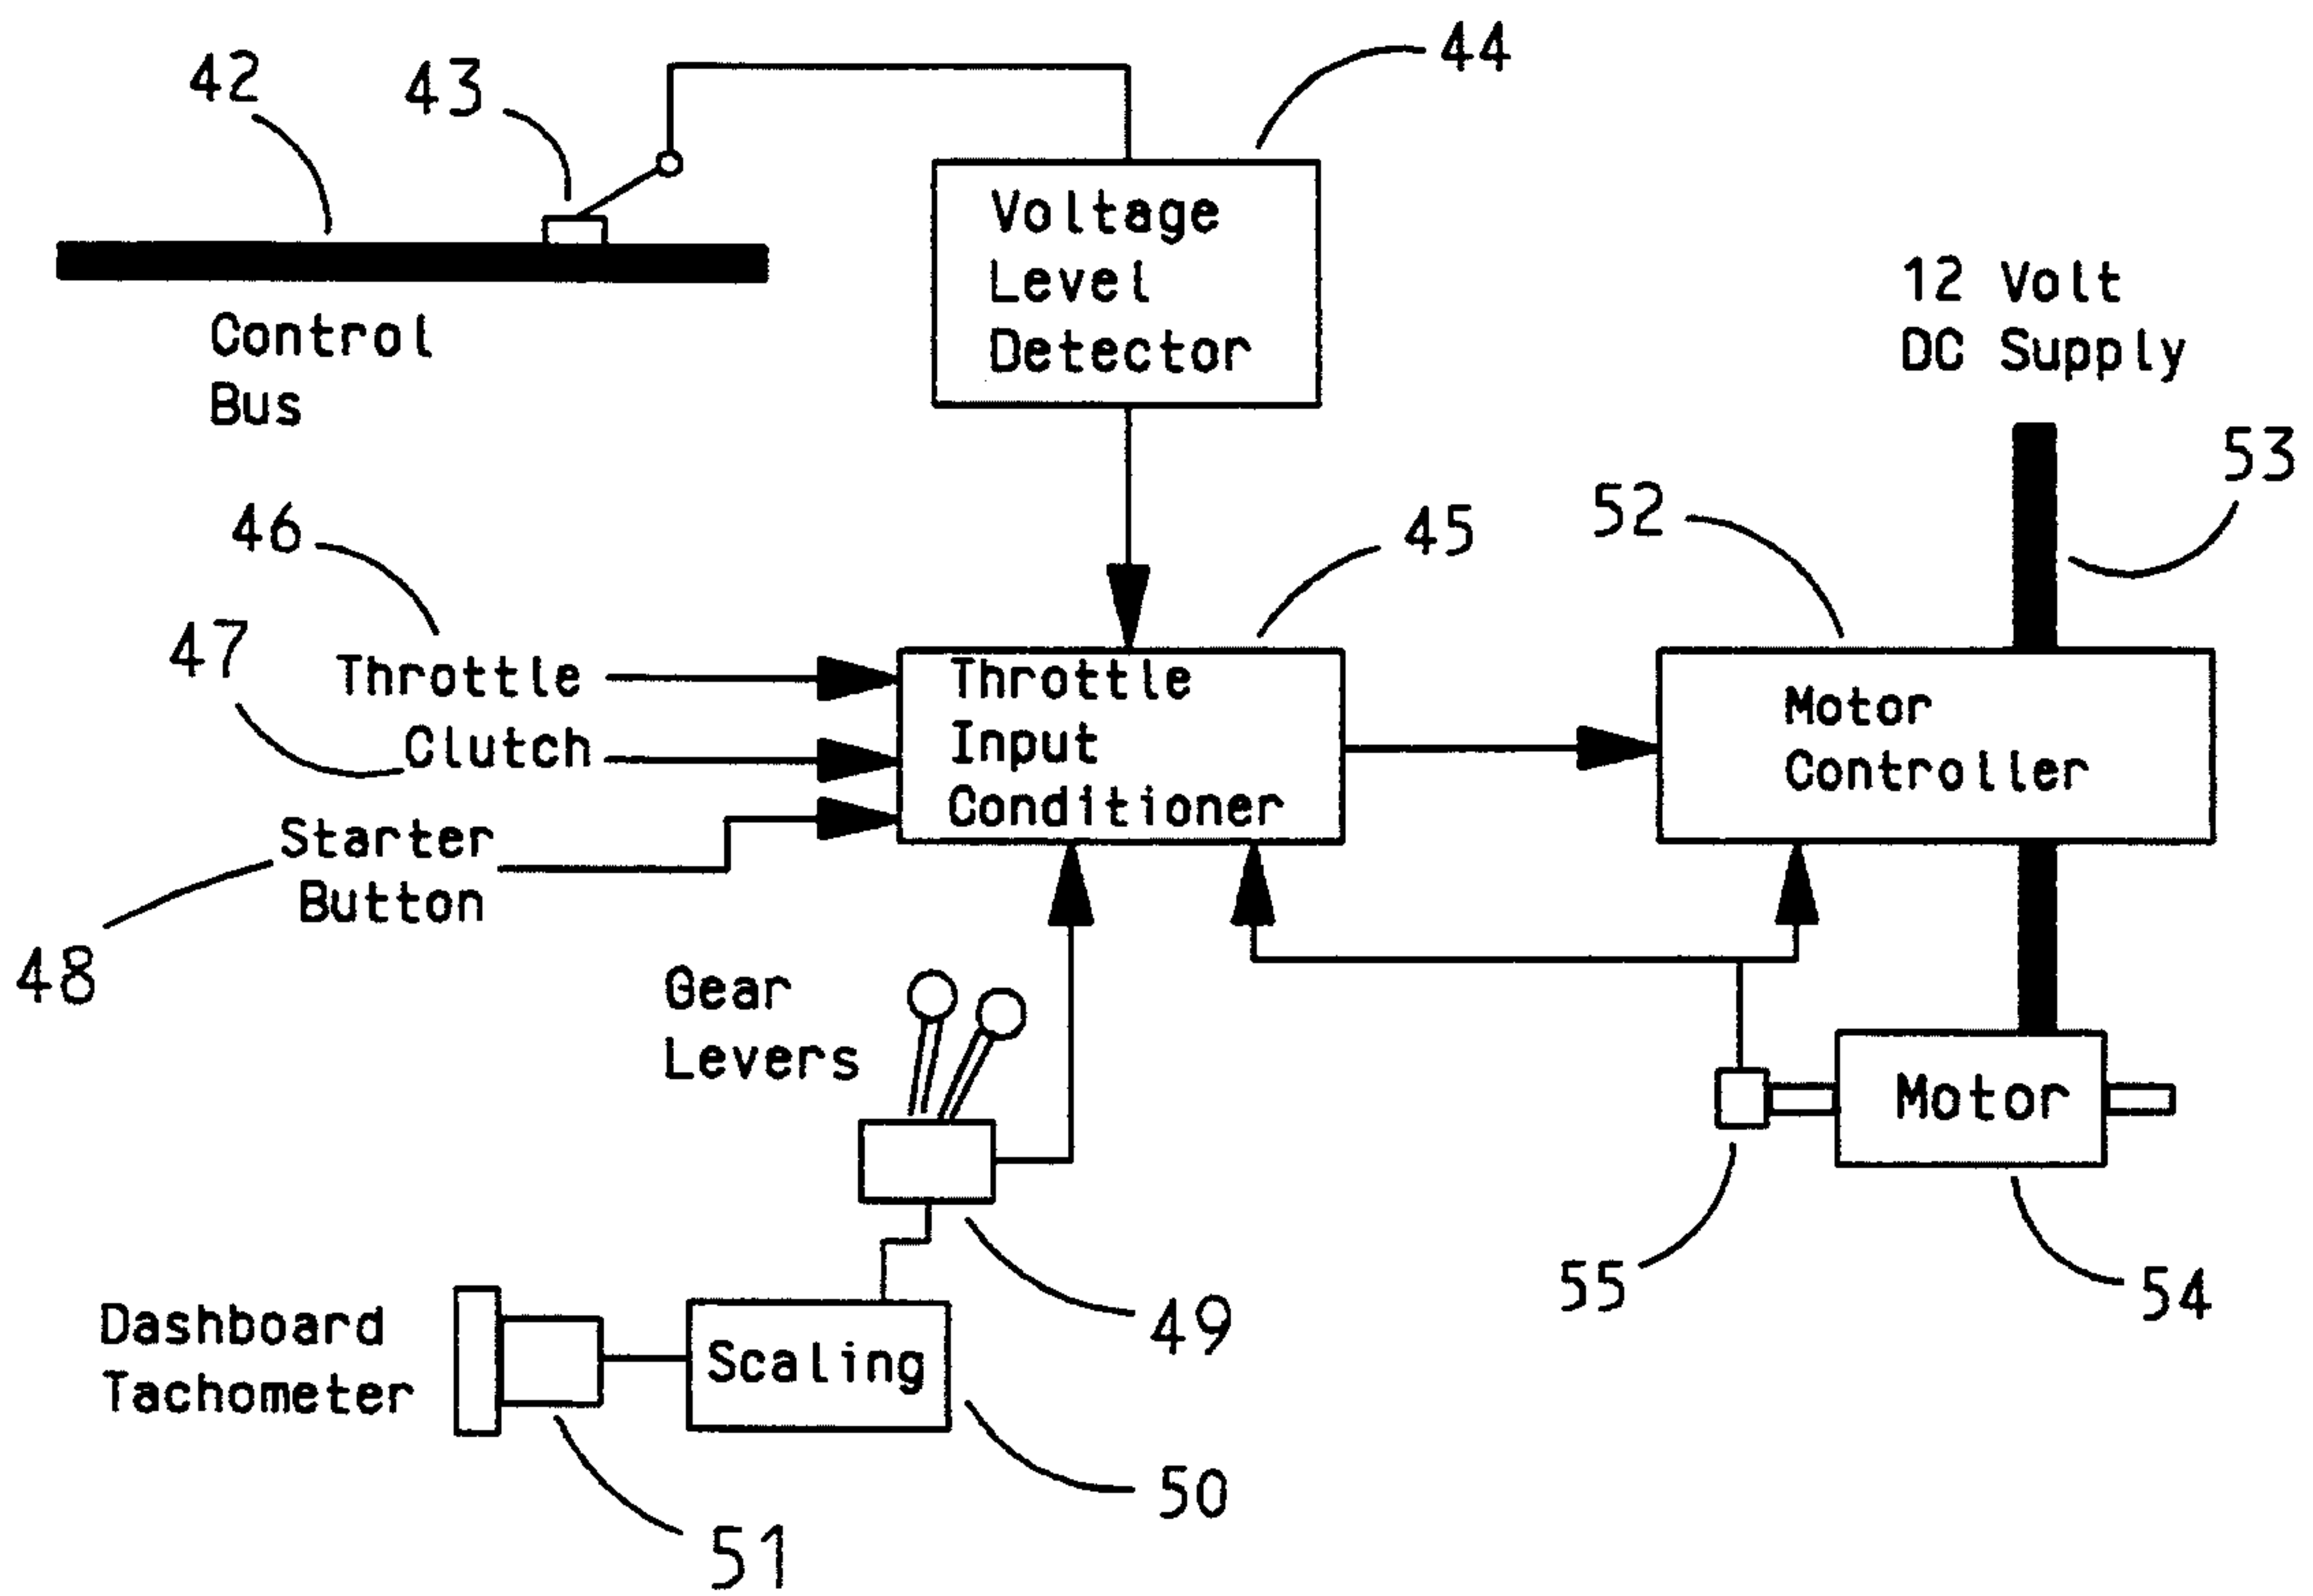 42
43
44
Voltage
Level
Detector
Control
Bus
12 Volt
DC Supply
53
46
45
52
47
Throttle
Clutch
Starter
Button
48
Throttle
Input
Conditioner
Motor
Controller
Gear
Levers
Motor
55
54
49
Dashboard
Tachometer
Scaling
50
51